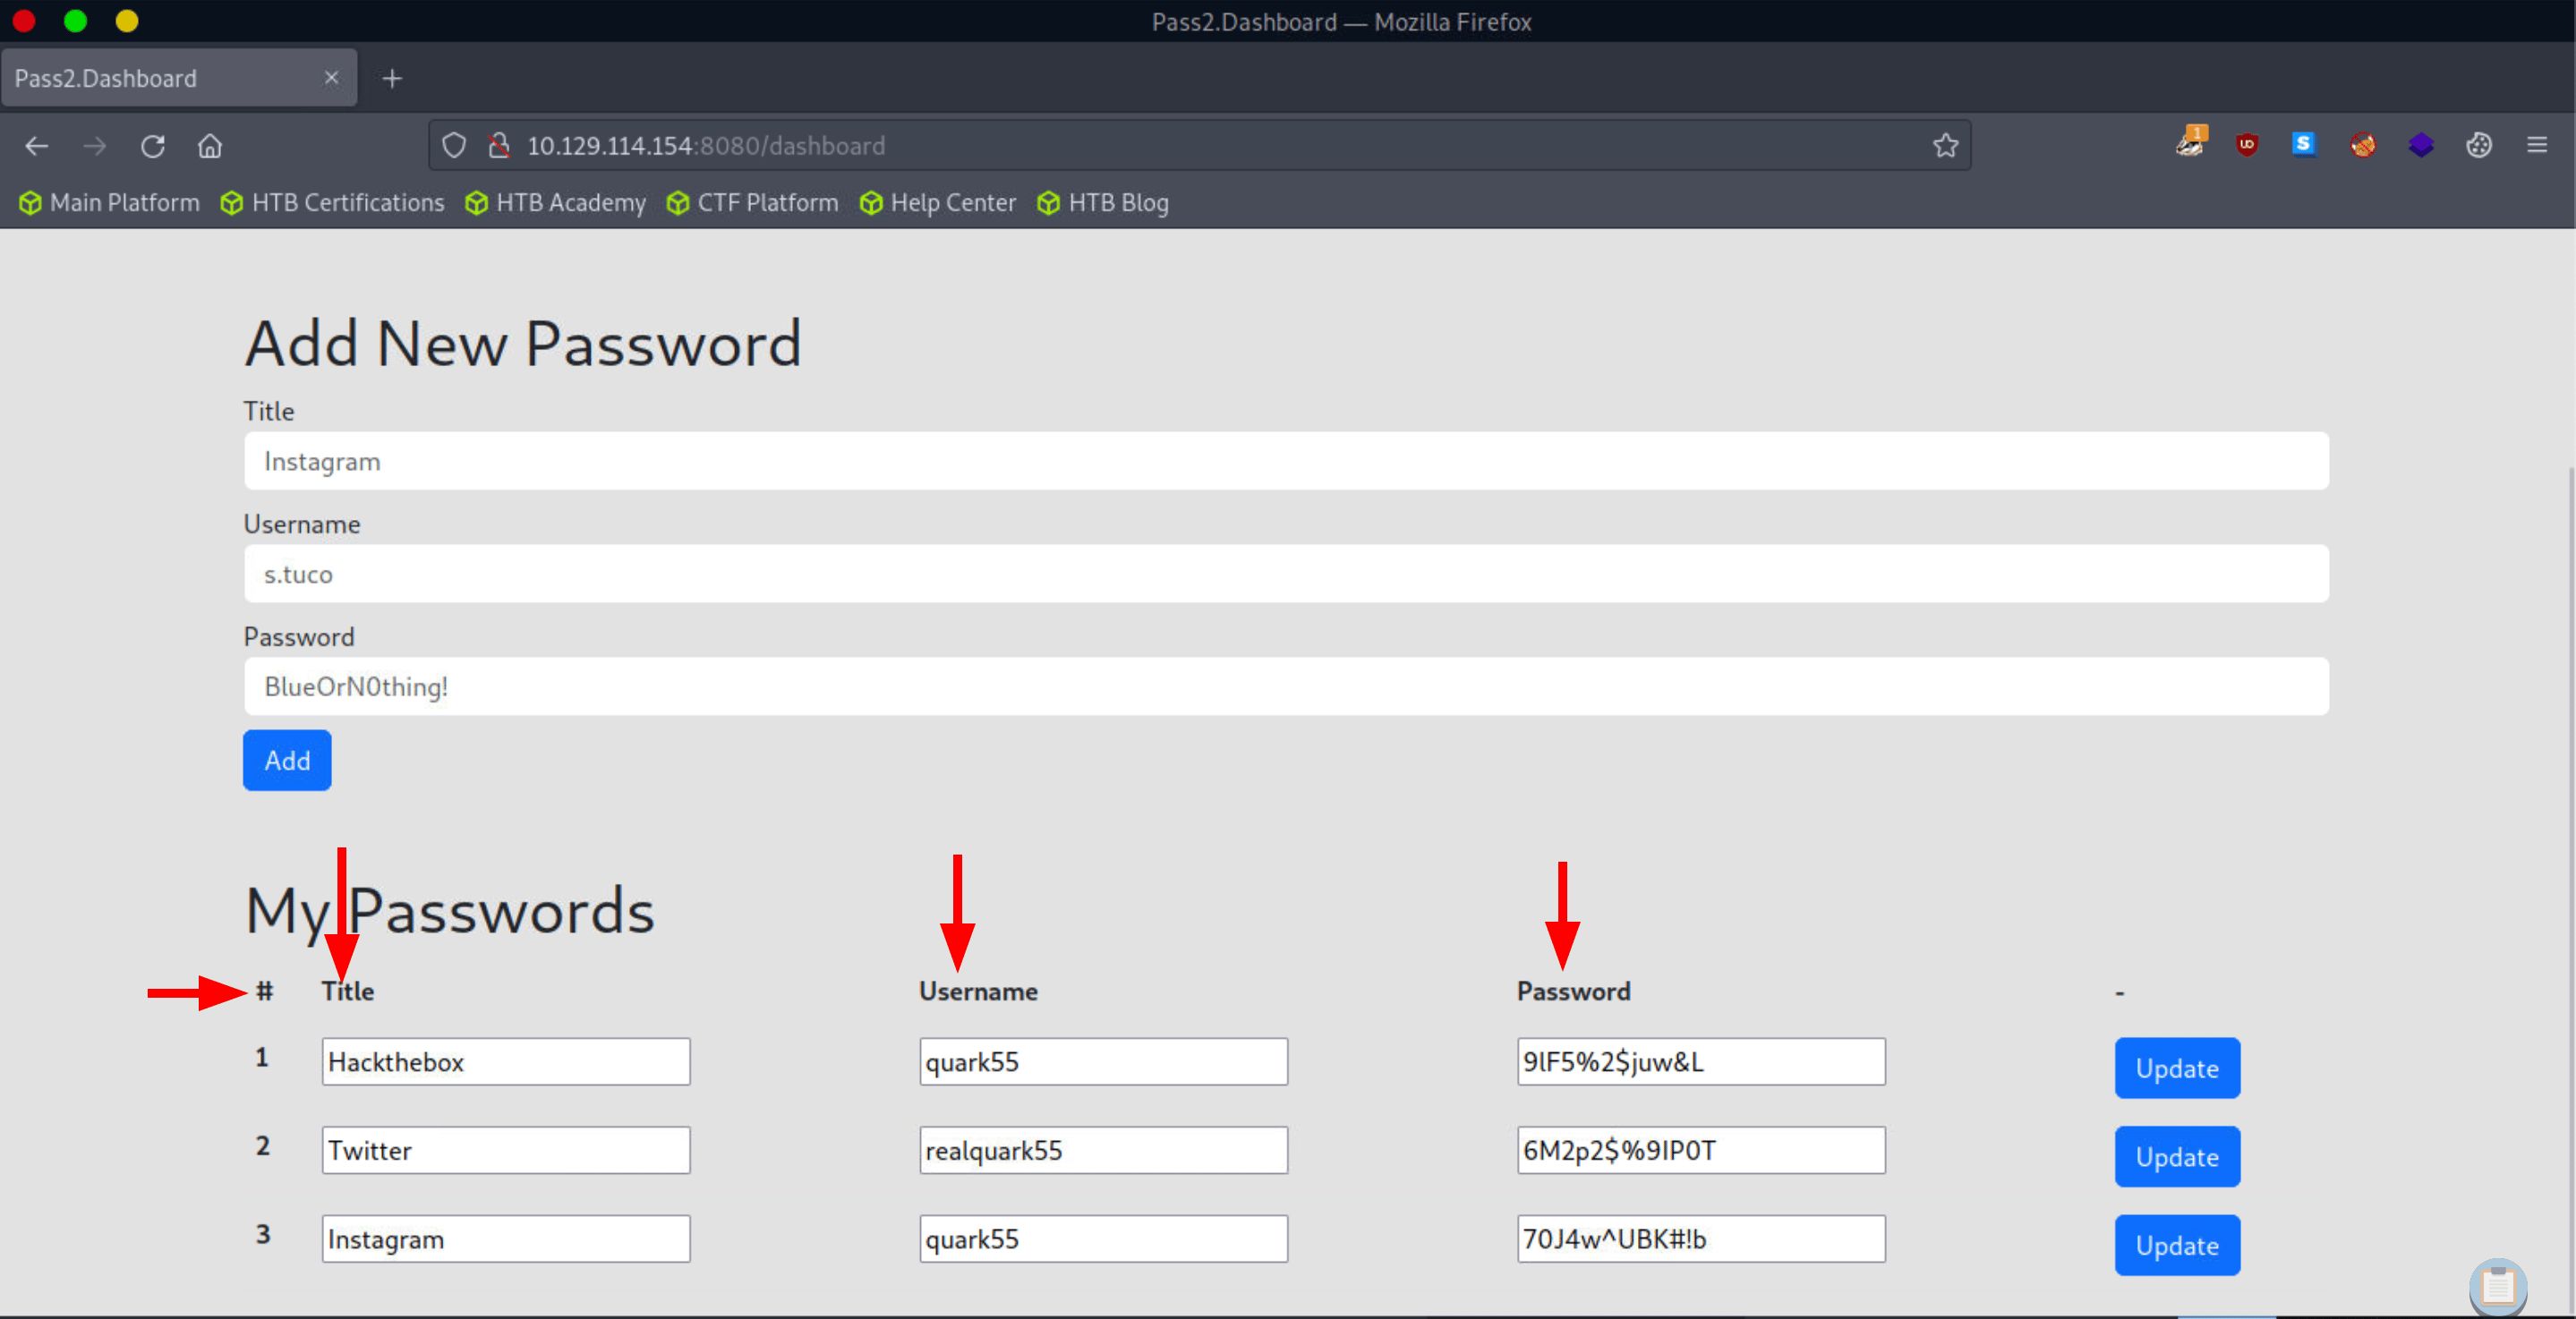 Pass2.Dashboard — Mozilla Firefox
Pass2.Dashboard
10.129.114.154:8080/dashboard
1
UD
S
Main Platform HTB Certifications HTB Academy CTF Platform Help Center HTB Blog
Add New Password
Title
Instagram
Username
s.tuco
Password
BlueOrN0thing!
Add
My Passwords
# Title Username Password -
1 Hackthebox quark55 9lF5%2$juw&L Update
2 Twitter realquark55 6M2p2$%9IP0T Update
3 Instagram quark55 70J4w^UBK#!b Update